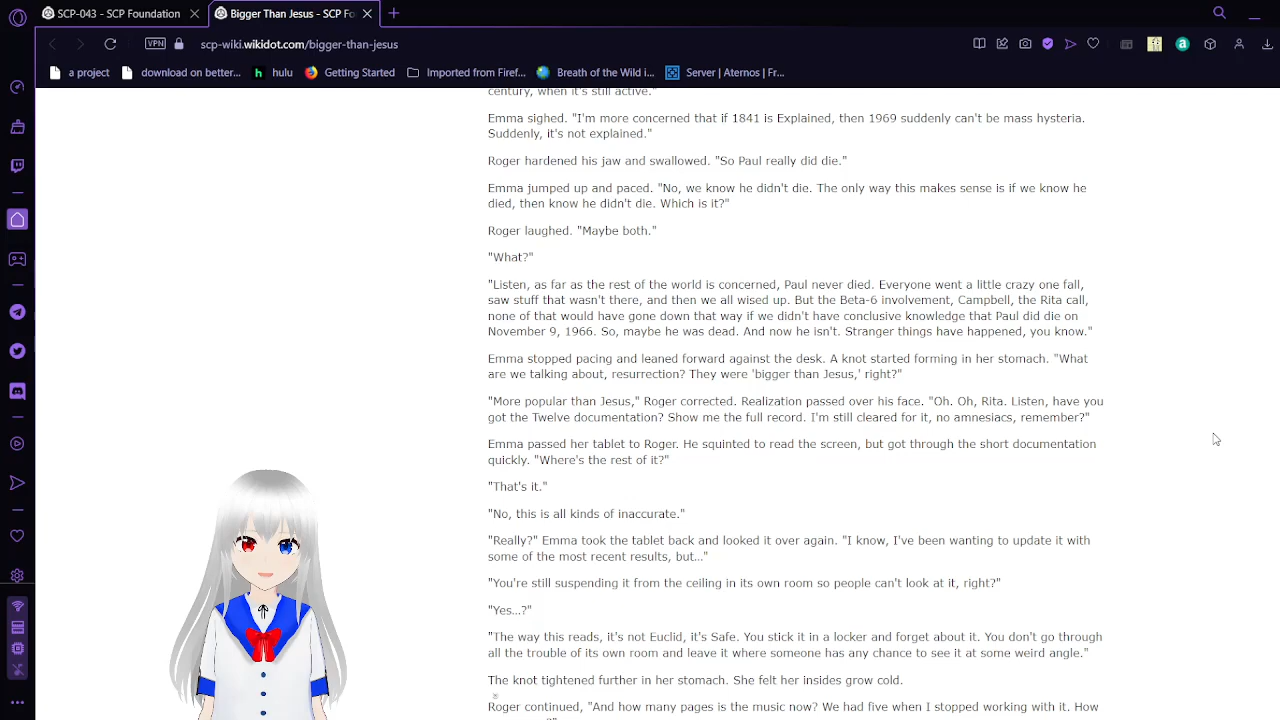 SCP-043 - SCP Foundation
Bigger Than Jesus - SCP Fo
VPN
scp-wiki.wikidot.com/bigger-than-jesus
a project
download on better...
hulu
Getting Started
Imported from Firef...
Breath of the Wild i...
Server | Aternos | Fr...
century, when it's still active."
Emma sighed. "I'm more concerned that if 1841 is Explained, then 1969 suddenly can't be mass hysteria.
Suddenly, it's not explained."
Roger hardened his jaw and swallowed. "So Paul really did die."
Emma jumped up and paced. "No, we know he didn't die. The only way this makes sense is if we know he
died, then know he didn't die. Which is it?"
Roger laughed. "Maybe both."
"What?"
"Listen, as far as the rest of the world is concerned, Paul never died. Everyone went a little crazy one fall,
saw stuff that wasn't there, and then we all wised up. But the Beta-6 involvement, Campbell, the Rita call,
none of that would have gone down that way if we didn't have conclusive knowledge that Paul did die on
November 9, 1966. So, maybe he was dead. And now he isn't. Stranger things have happened, you know."
Emma stopped pacing and leaned forward against the desk. A knot started forming in her stomach. "What
are we talking about, resurrection? They were 'bigger than Jesus,' right?"
"More popular than Jesus," Roger corrected. Realization passed over his face. "Oh. Oh, Rita. Listen, have you
got the Twelve documentation? Show me the full record. I'm still cleared for it, no amnesiacs, remember?"
Emma passed her tablet to Roger. He squinted to read the screen, but got through the short documentation
quickly. "Where's the rest of it?"
"That's it."
"No, this is all kinds of inaccurate."
"Really?" Emma took the tablet back and looked it over again. "I know, I've been wanting to update it with
some of the most recent results, but..."
"You're still suspending it from the ceiling in its own room so people can't look at it, right?"
"Yes...?"
"The way this reads, it's not Euclid, it's Safe. You stick it in a locker and forget about it. You don't go through
all the trouble of its own room and leave it where someone has any chance to see it at some weird angle."
The knot tightened further in her stomach. She felt her insides grow cold.
Roger continued, "And how many pages is the music now? We had five when I stopped working with it. How